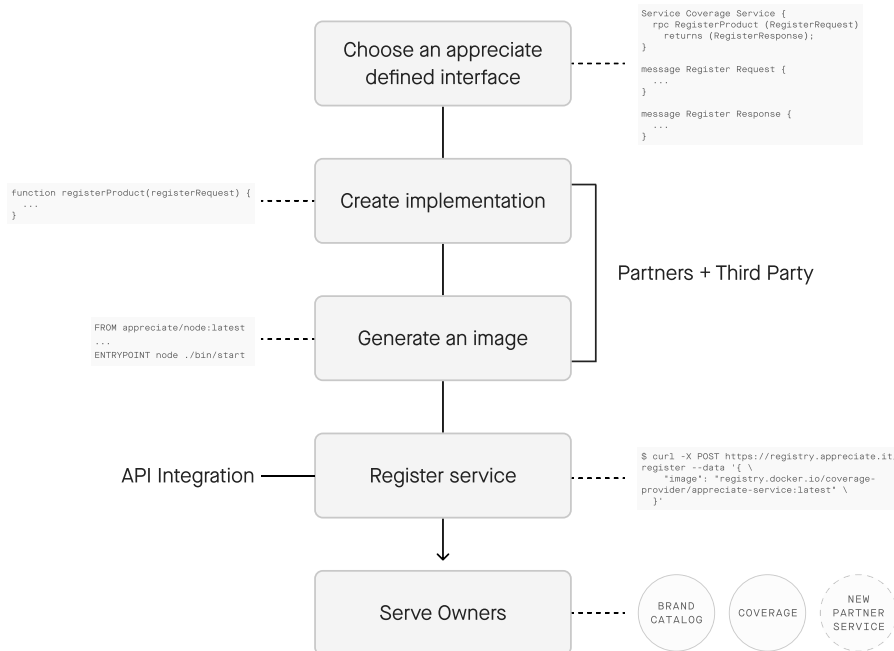 Choose an appreciate
defined interface
Service Coverage Service {
rpc RegisterProduct (RegisterRequest)
returns (RegisterResponse);
}
message Register Request {
...
}
message Register Response {
...
}
function registerProduct(registerRequest) {
...
}
Create implementation
Partners + Third Party
FROM appreciate/node:latest
...
ENTRYPOINT node ./bin/start
Generate an image
API Integration
Register service
$ curl -X POST https://registry.appreciate.it/
register --data '{ \
"image": "registry.docker.io/coverage-
provider/appreciate-service:latest" \
}'
Serve Owners
BRAND
CATALOG
COVERAGE
NEW
PARTNER
SERVICE